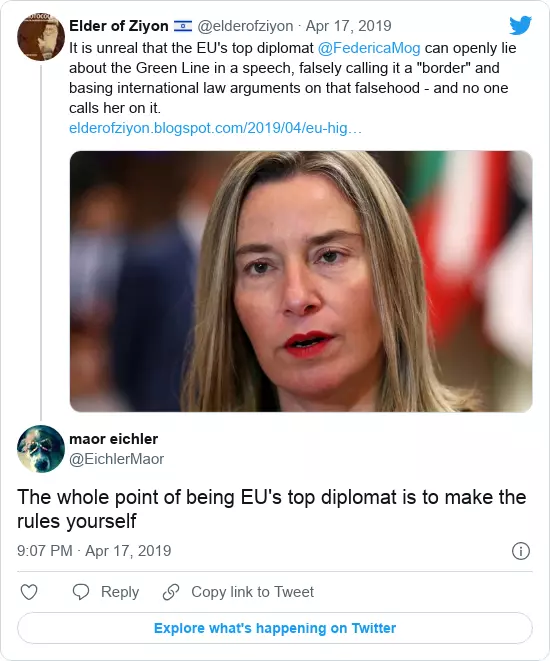 Elder of Ziyon 🇮🇱 @elderofziyon · Apr 17, 2019
It is unreal that the EU's top diplomat @FedericaMog can openly lie
about the Green Line in a speech, falsely calling it a "border" and
basing international law arguments on that falsehood - and no one
calls her on it.
elderofziyon.blogspot.com/2019/04/eu-hig…
maor eichler
@EichlerMaor
The whole point of being EU's top diplomat is to make the
rules yourself
9:07 PM · Apr 17, 2019
Reply
Copy link to Tweet
Explore what's happening on Twitter